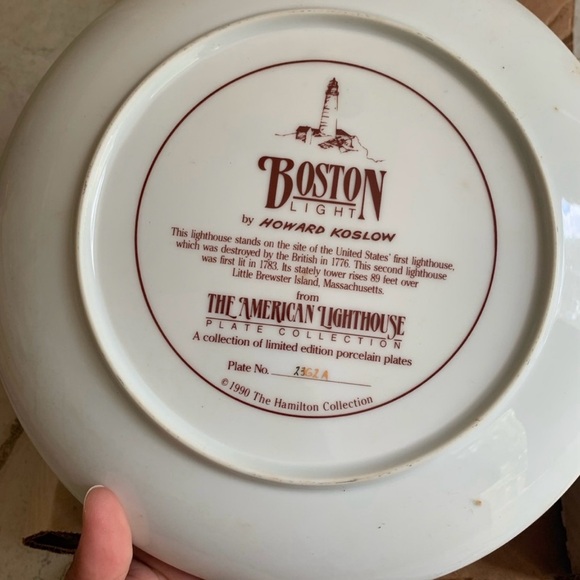 BOSTON
LIGHT
by HOWARD KOSLOW
This lighthouse stands on the site of the United States' first lighthouse,
which was destroyed by the British in 1776. This second lighthouse
was first lit in 1783. Its stately tower rises 89 feet over
Little Brewster Island, Massachusetts.
from
THE AMERICAN LIGHTHOUSE
PLATE COLLECTION
A collection of limited edition porcelain plates
Plate No. 2362A
©1990 The Hamilton Collection